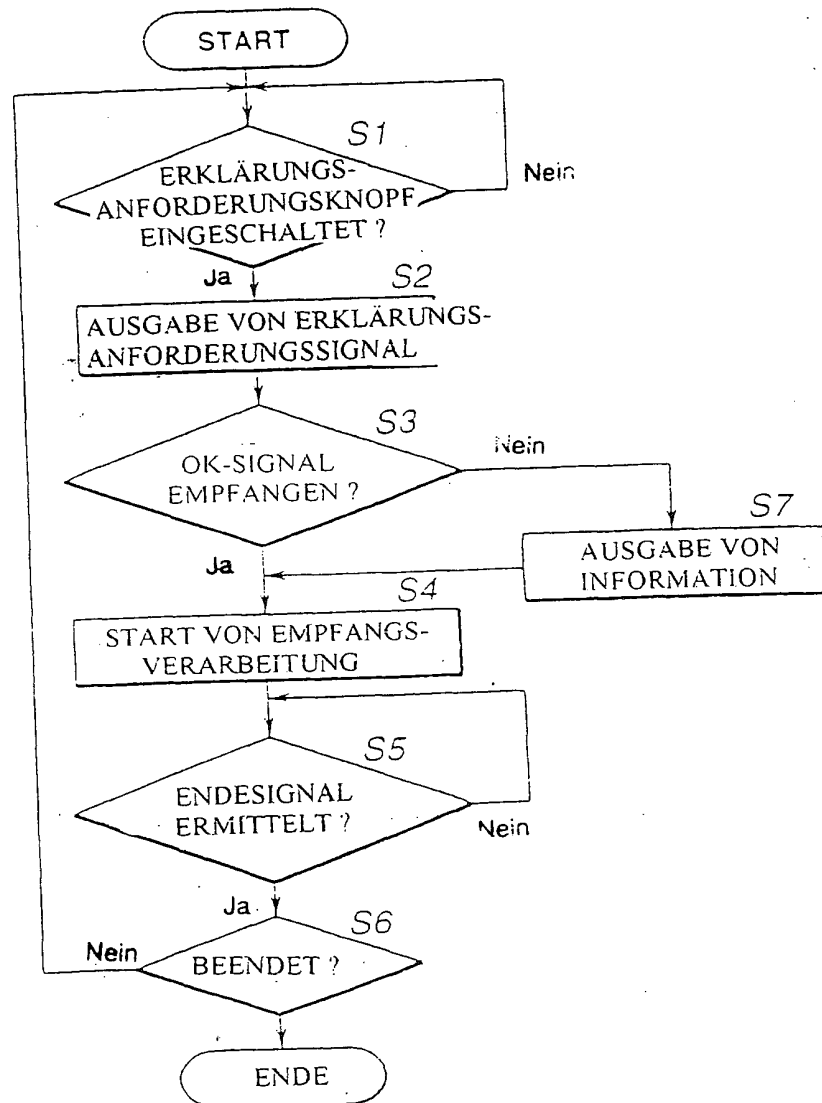 START
S1
ERKLÄRUNGS-
ANFORDERUNGSKNOPF
EINGESCHALTET ?
Nein
Ja
S2
AUSGABE VON ERKLÄRUNGS-
ANFORDERUNGSSIGNAL
S3
OK-SIGNAL
EMPFANGEN ?
Nein
Ja
S7
AUSGABE VON
INFORMATION
S4
START VON EMPFANGS-
VERARBEITUNG
S5
ENDESIGNAL
ERMITTELT ?
Nein
Ja
S6
Nein
BEENDET ?
ENDE